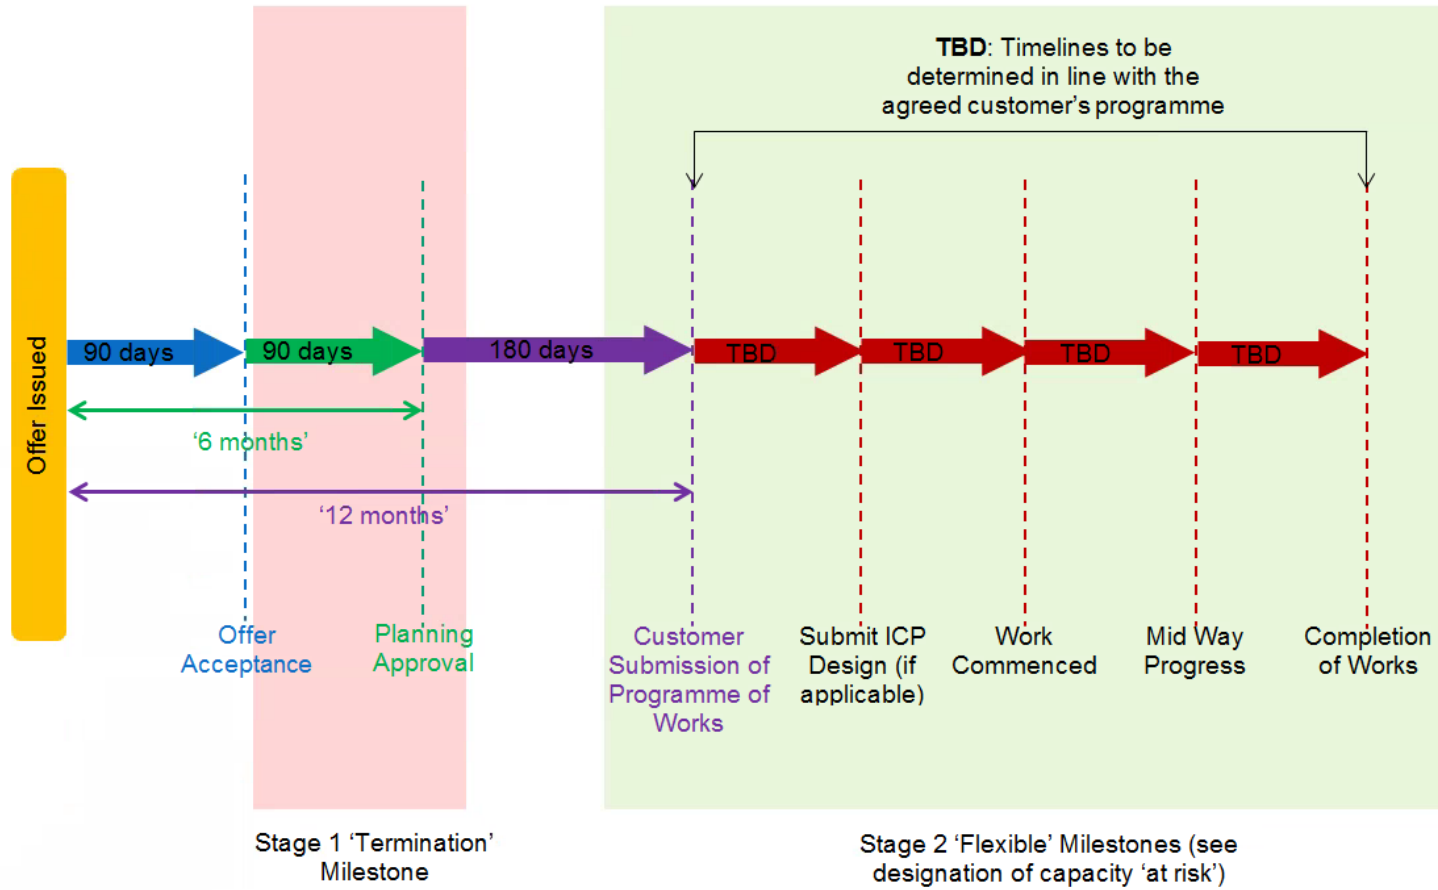 TBD: Timelines to be
determined in line with the
agreed customer's programme
Offer Issued
90 days
90 days
180 days
TBD
TBD
TBD
TBD
‘6 months’
‘12 months’
Offer
Acceptance
Planning
Approval
Customer
Submission of
Programme of
Works
Submit ICP
Design (if
applicable)
Work
Commenced
Mid Way
Progress
Completion
of Works
Stage 1 ‘Termination’
Milestone
Stage 2 ‘Flexible’ Milestones (see
designation of capacity ‘at risk’)